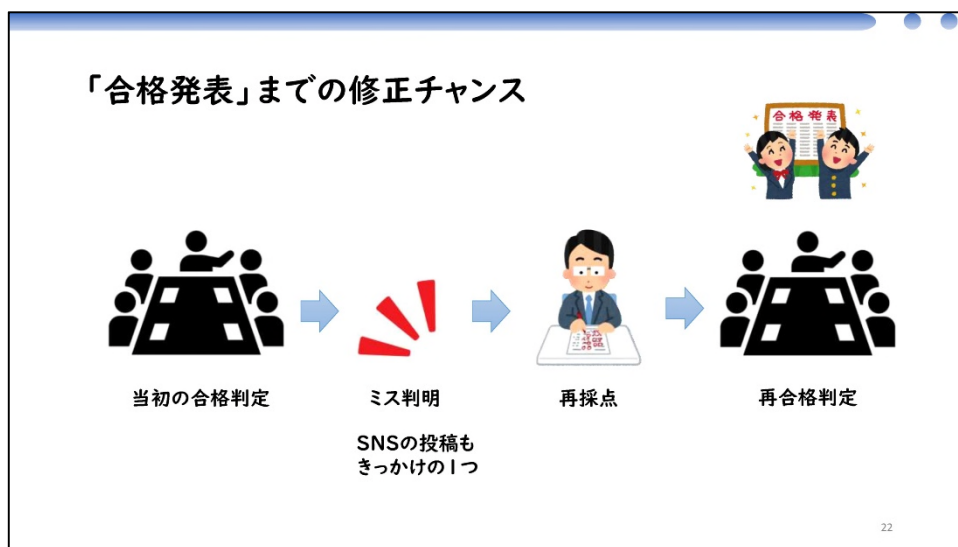 「合格発表」までの修正チャンス
合格発表
当初の合格判定
ミス判明
再採点
再合格判定
SNSの投稿も
きっかけの1つ
22